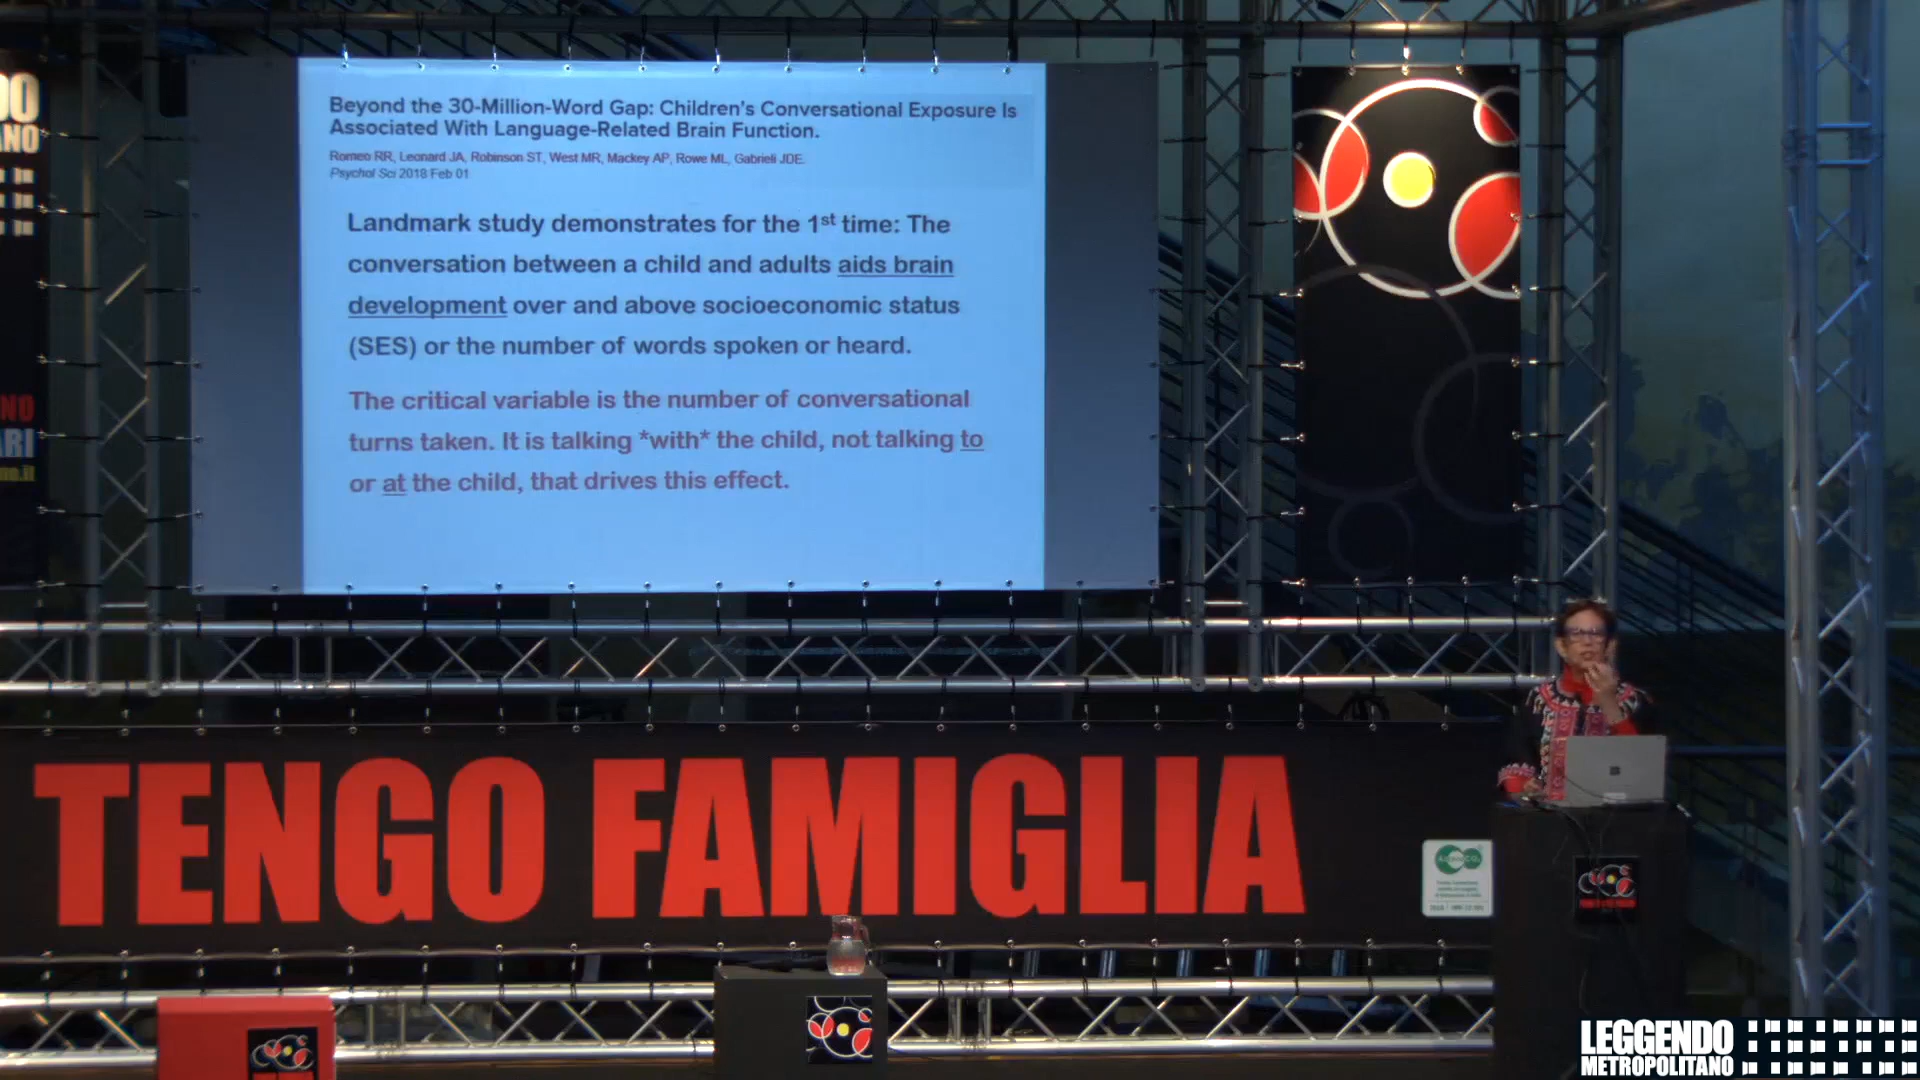 Beyond the 30-Million-Word Gap: Children's Conversational Exposure Is
Associated With Language-Related Brain Function.
Romeo RR, Leonard JA, Robinson ST, West MR, Mackey AP, Rowe ML, Gabrieli JDE.
Psychol Sci 2018 Feb 01
Landmark study demonstrates for the 1st time: The
conversation between a child and adults aids brain
development over and above socioeconomic status
(SES) or the number of words spoken or heard.
The critical variable is the number of conversational
turns taken. It is talking *with* the child, not talking to
or at the child, that drives this effect.
TENGO FAMIGLIA
LEGGENDO
METROPOLITANO